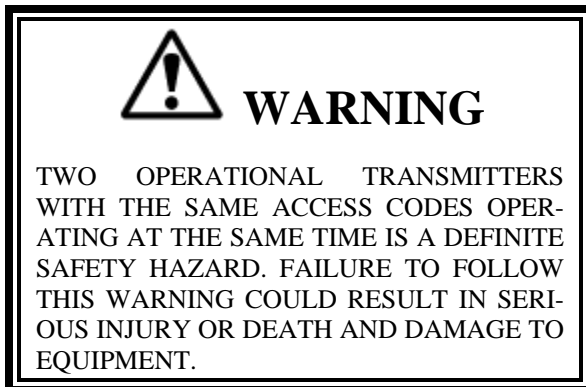 WARNING
TWO OPERATIONAL TRANSMITTERS
WITH THE SAME ACCESS CODES OPER-
ATING AT THE SAME TIME IS A DEFINITE
SAFETY HAZARD. FAILURE TO FOLLOW
THIS WARNING COULD RESULT IN SERI-
OUS INJURY OR DEATH AND DAMAGE TO
EQUIPMENT.